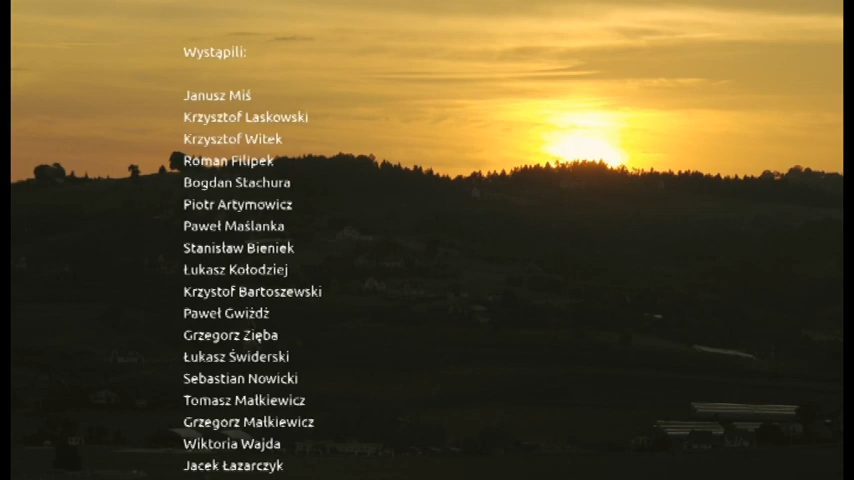 Wystąpili:
Janusz Miś
Krzysztof Laskowski
Krzysztof Witek
Roman Filipek
Bogdan Stachura
Piotr Artymowicz
Paweł Maślanka
Stanisław Bieniek
Łukasz Kołodziej
Krzystof Bartoszewski
Paweł Gwiżdż
Grzegorz Zięba
Łukasz Świderski
Sebastian Nowicki
Tomasz Małkiewicz
Grzegorz Małkiewicz
Wiktoria Wajda
Jacek Łazarczyk